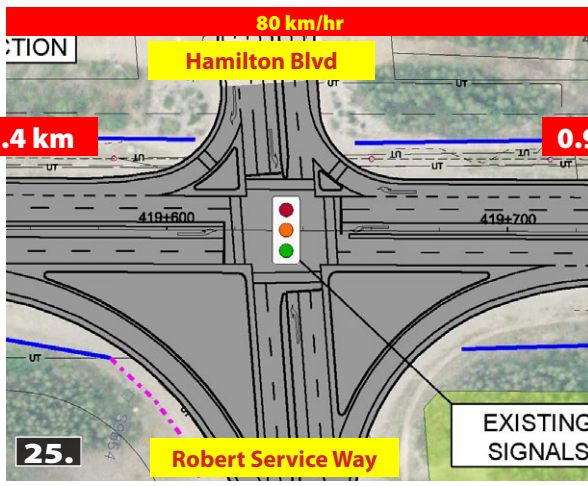 80 km/hr
CTION
Hamilton Blvd
UT
.4 km
0.9
UT
UT
UT
UT
419+600
419+700
UT
EXISTING
SIGNALS
25.
Robert Service Way